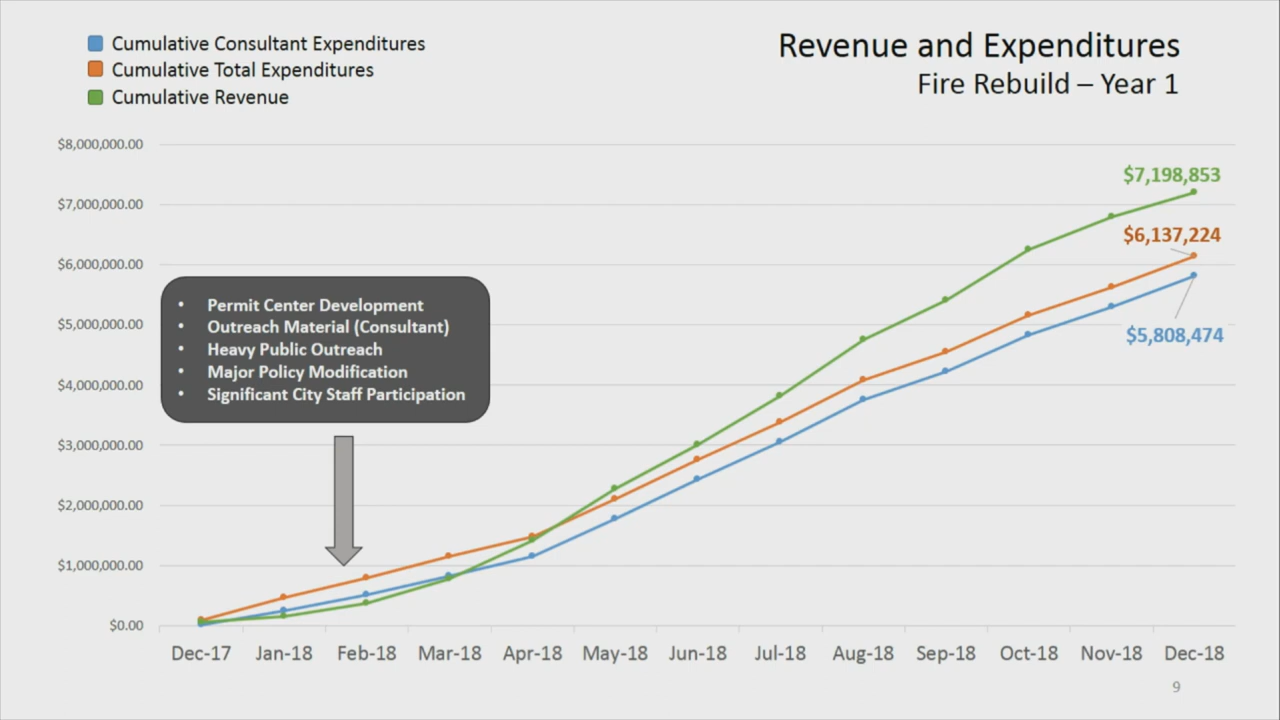 Revenue and Expenditures
Fire Rebuild – Year 1
Cumulative Consultant Expenditures
Cumulative Total Expenditures
Cumulative Revenue
$8,000,000.00
$7,000,000.00
$6,000,000.00
$5,000,000.00
$4,000,000.00
$3,000,000.00
$2,000,000.00
$1,000,000.00
$0.00
$7,198,853
$6,137,224
$5,808,474
• Permit Center Development
• Outreach Material (Consultant)
• Heavy Public Outreach
• Major Policy Modification
• Significant City Staff Participation
Dec-17 Jan-18 Feb-18 Mar-18 Apr-18 May-18 Jun-18 Jul-18 Aug-18 Sep-18 Oct-18 Nov-18 Dec-18
9